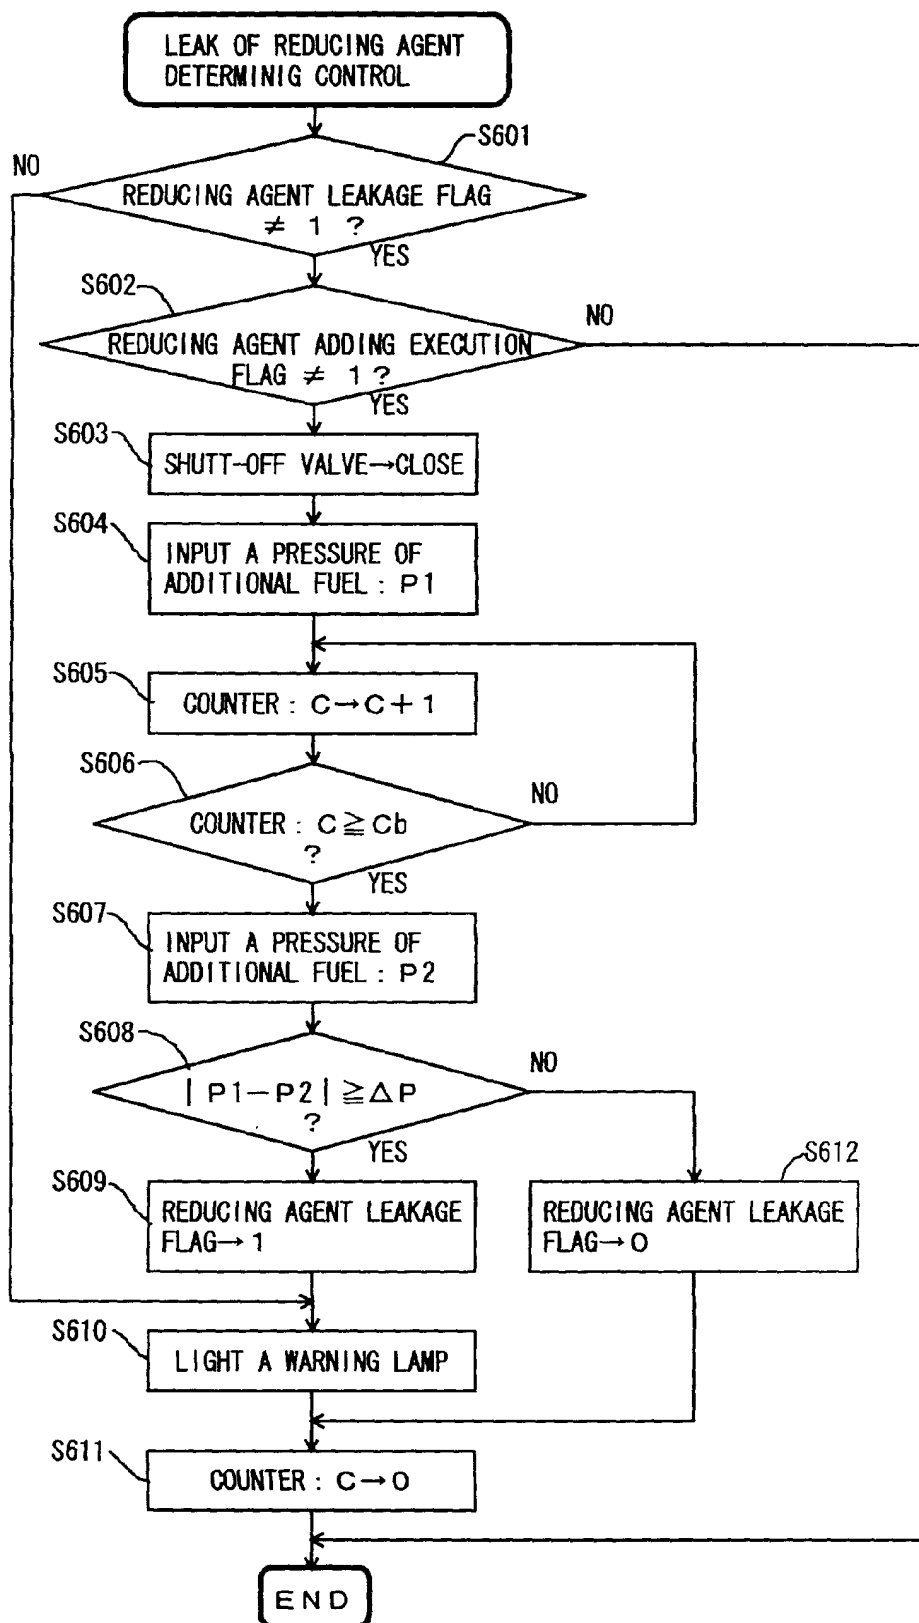 LEAK OF REDUCING AGENT
DETERMINIG CONTROL
S601
NO
REDUCING AGENT LEAKAGE FLAG
≠ 1 ?
YES
S602
NO
REDUCING AGENT ADDING EXECUTION
FLAG ≠ 1 ?
YES
S603
SHUTT-OFF VALVE→CLOSE
S604
INPUT A PRESSURE OF
ADDITIONAL FUEL : P1
S605
COUNTER : C→C+1
S606
NO
COUNTER : C≧Cb
?
YES
S607
INPUT A PRESSURE OF
ADDITIONAL FUEL : P2
S608
NO
| P1-P2 | ≧ΔP
?
YES
S612
S609
REDUCING AGENT LEAKAGE
FLAG→1
REDUCING AGENT LEAKAGE
FLAG→0
S610
LIGHT A WARNING LAMP
S611
COUNTER : C→0
END